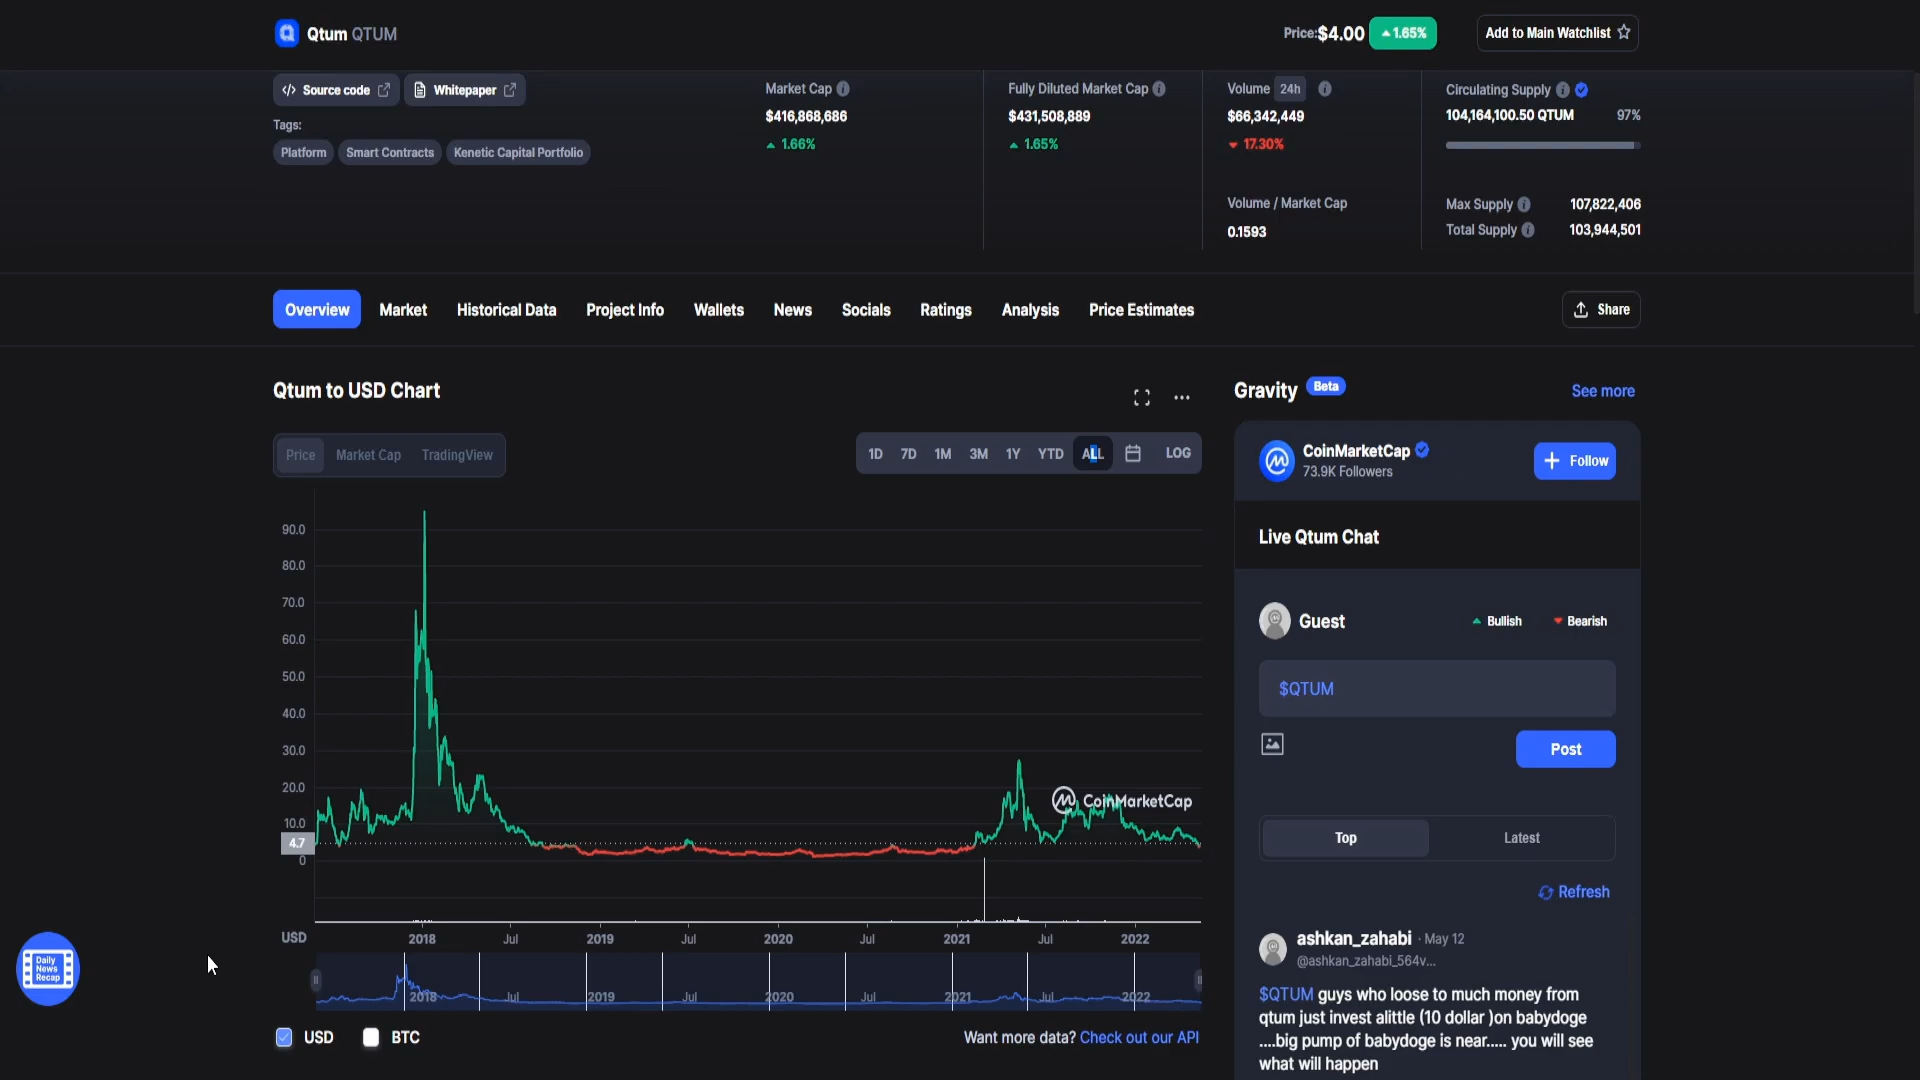 Qtum QTUM
Price:$4.00 1.65%
Add to Main Watchlist
Source code
Whitepaper
Tags:
Platform
Smart Contracts
Kenetic Capital Portfolio
Market Cap
$416,868,686
1.66%
Fully Diluted Market Cap
$431,508,889
1.65%
Volume 24h
$66,342,449
17.30%
Volume / Market Cap
0.1593
Circulating Supply
104,164,100.50 QTUM 97%
Max Supply 107,822,406
Total Supply 103,944,501
Overview Market Historical Data Project Info Wallets News Socials Ratings Analysis Price Estimates
Share
Qtum to USD Chart
Price Market Cap TradingView
1D 7D 1M 3M 1Y YTD ALL LOG
90.0
80.0
70.0
60.0
50.0
40.0
30.0
20.0
10.0
4.7
0
CoinMarketCap
USD 2018 Jul 2019 Jul 2020 Jul 2021 Jul 2022
2018 Jul 2019 Jul 2020 Jul 2021 Jul 2022
USD BTC
Want more data? Check out our API
Gravity Beta
See more
CoinMarketCap
73.9K Followers
Follow
Live Qtum Chat
Guest
Bullish
Bearish
$QTUM
Post
Top
Latest
Refresh
ashkan_zahabi · May 12
@ashkan_zahabi_564v...
$QTUM guys who loose to much money from
qtum just invest alittle (10 dollar )on babydoge
....big pump of babydoge is near..... you will see
what will happen
Daily
News
Recap